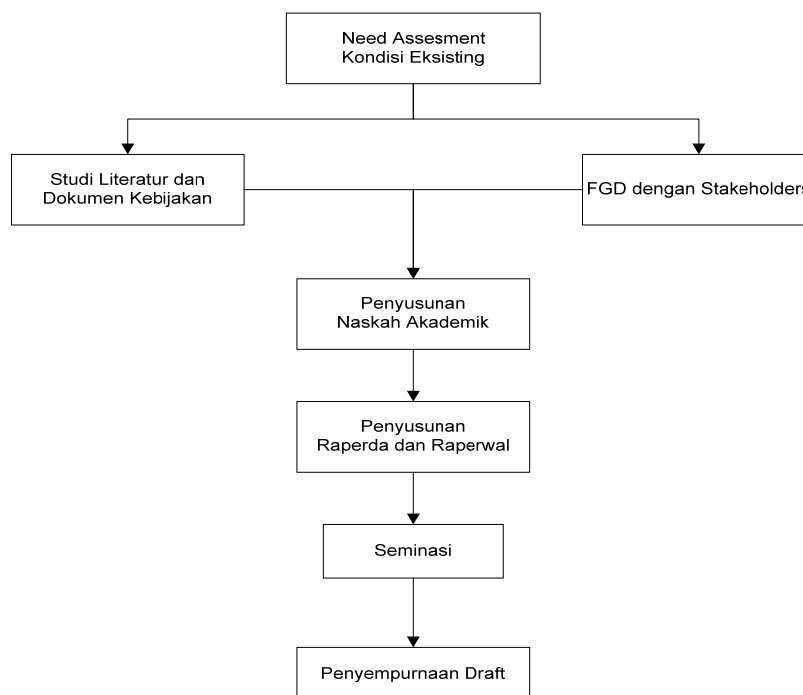 Need Assesment
Kondisi Eksisting
Studi Literatur dan
Dokumen Kebijakan
FGD dengan Stakeholders
Penyusunan
Naskah Akademik
Penyusunan
Raperda dan Raperwal
Seminasi
Penyempurnaan Draft